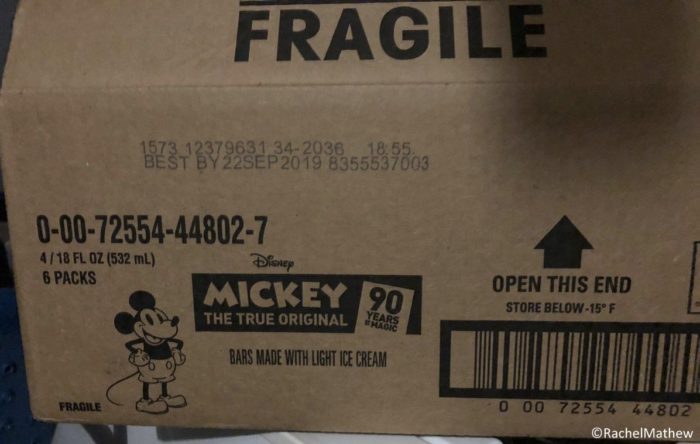 FRAGILE
1573 12379631 34-2036 18:55
BEST BY 22SEP2019 8355537003
0-00-72554-44802-7
4/18 FL OZ (532 mL)
6 PACKS
Disney
MICKEY
THE TRUE ORIGINAL
90
YEARS
of MAGIC
BARS MADE WITH LIGHT ICE CREAM
FRAGILE
OPEN THIS END
STORE BELOW -15° F
0 00 72554 44802
©RachelMathew